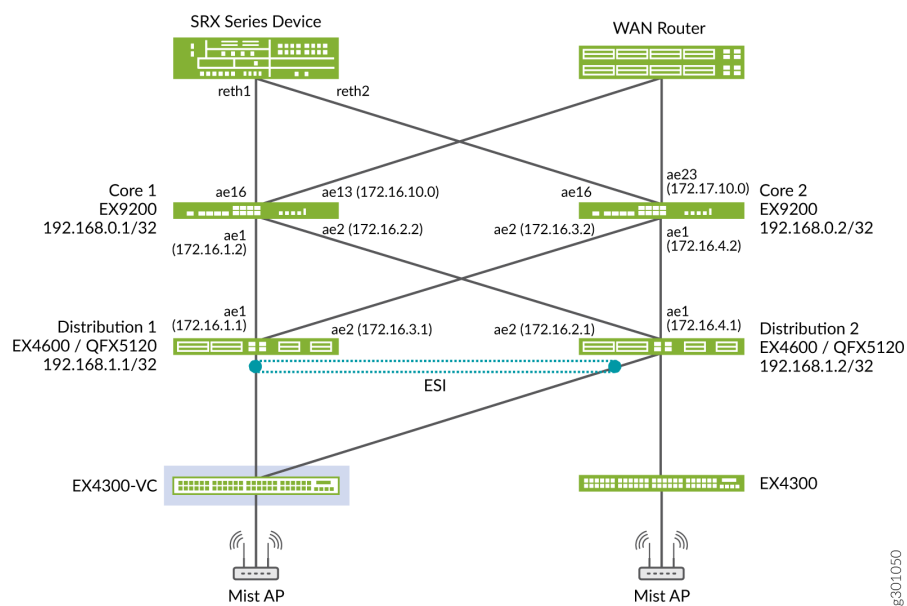 SRX Series Device
WAN Router
reth1
reth2
Core 1
EX9200
192.168.0.1/32
ae16
ae13 (172.16.10.0)
ae16
ae23
(172.17.10.0)
Core 2
EX9200
192.168.0.2/32
ae1
(172.16.1.2)
ae2 (172.16.2.2)
ae2 (172.16.3.2)
ae1
(172.16.4.2)
Distribution 1
EX4600 / QFX5120
192.168.1.1/32
ae1
(172.16.1.1)
ae2 (172.16.3.1)
ae2 (172.16.2.1)
ae1
(172.16.4.1)
Distribution 2
EX4600 / QFX5120
192.168.1.2/32
ESI
EX4300-VC
EX4300
Mist AP
Mist AP
g301050